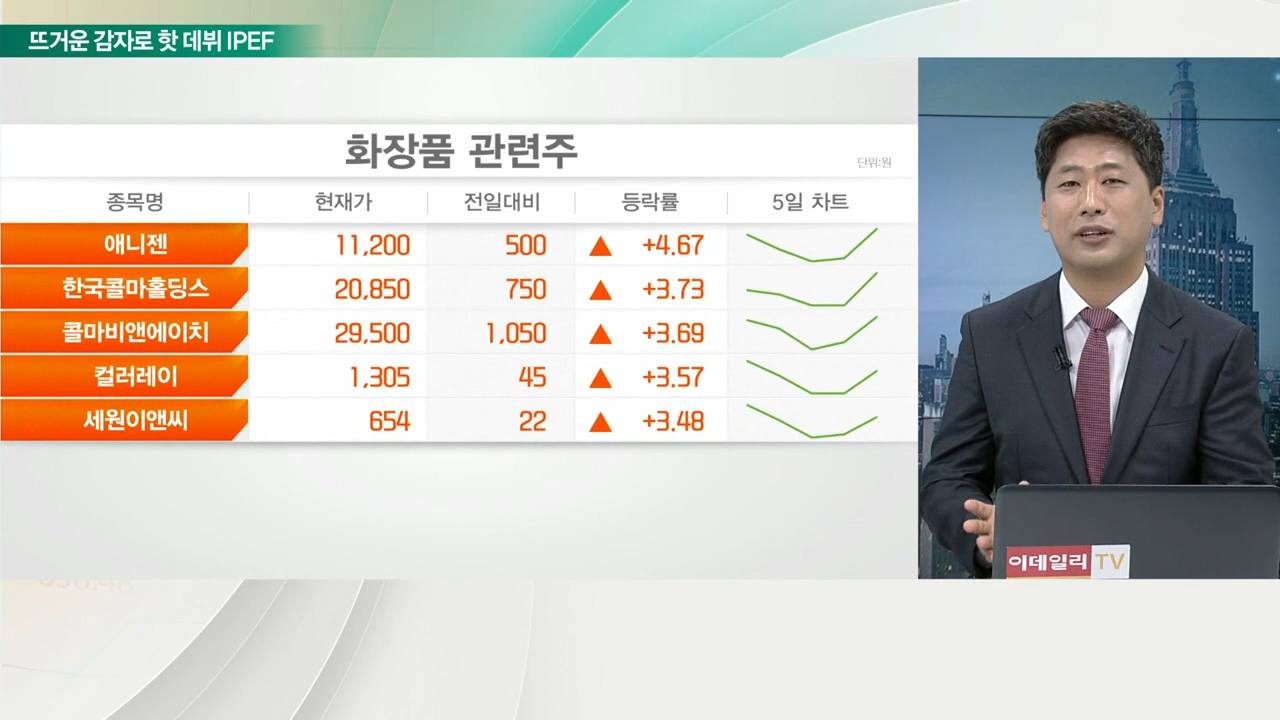 뜨거운 감자로 핫 데뷔 IPEF
화장품 관련주
단위:원
종목명 현재가 전일대비 등락률 5일 차트
애니젠 11,200 500 ▲ +4.67
한국콜마홀딩스 20,850 750 ▲ +3.73
콜마비앤에이치 29,500 1,050 ▲ +3.69
컬러레이 1,305 45 ▲ +3.57
세원이앤씨 654 22 ▲ +3.48
이데일리 TV